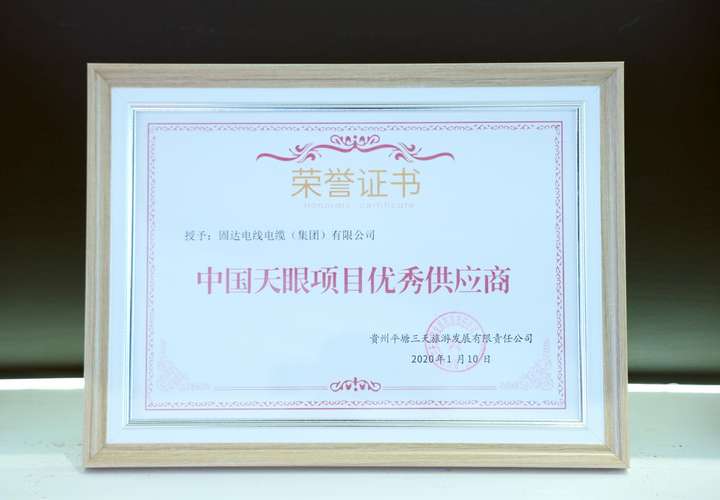 荣誉证书
certificate
授予：固达电线电缆（集团）有限公司
中国天眼项目优秀供应商
贵州平塘三天旅游发展有限责任公司
2020年1月10日